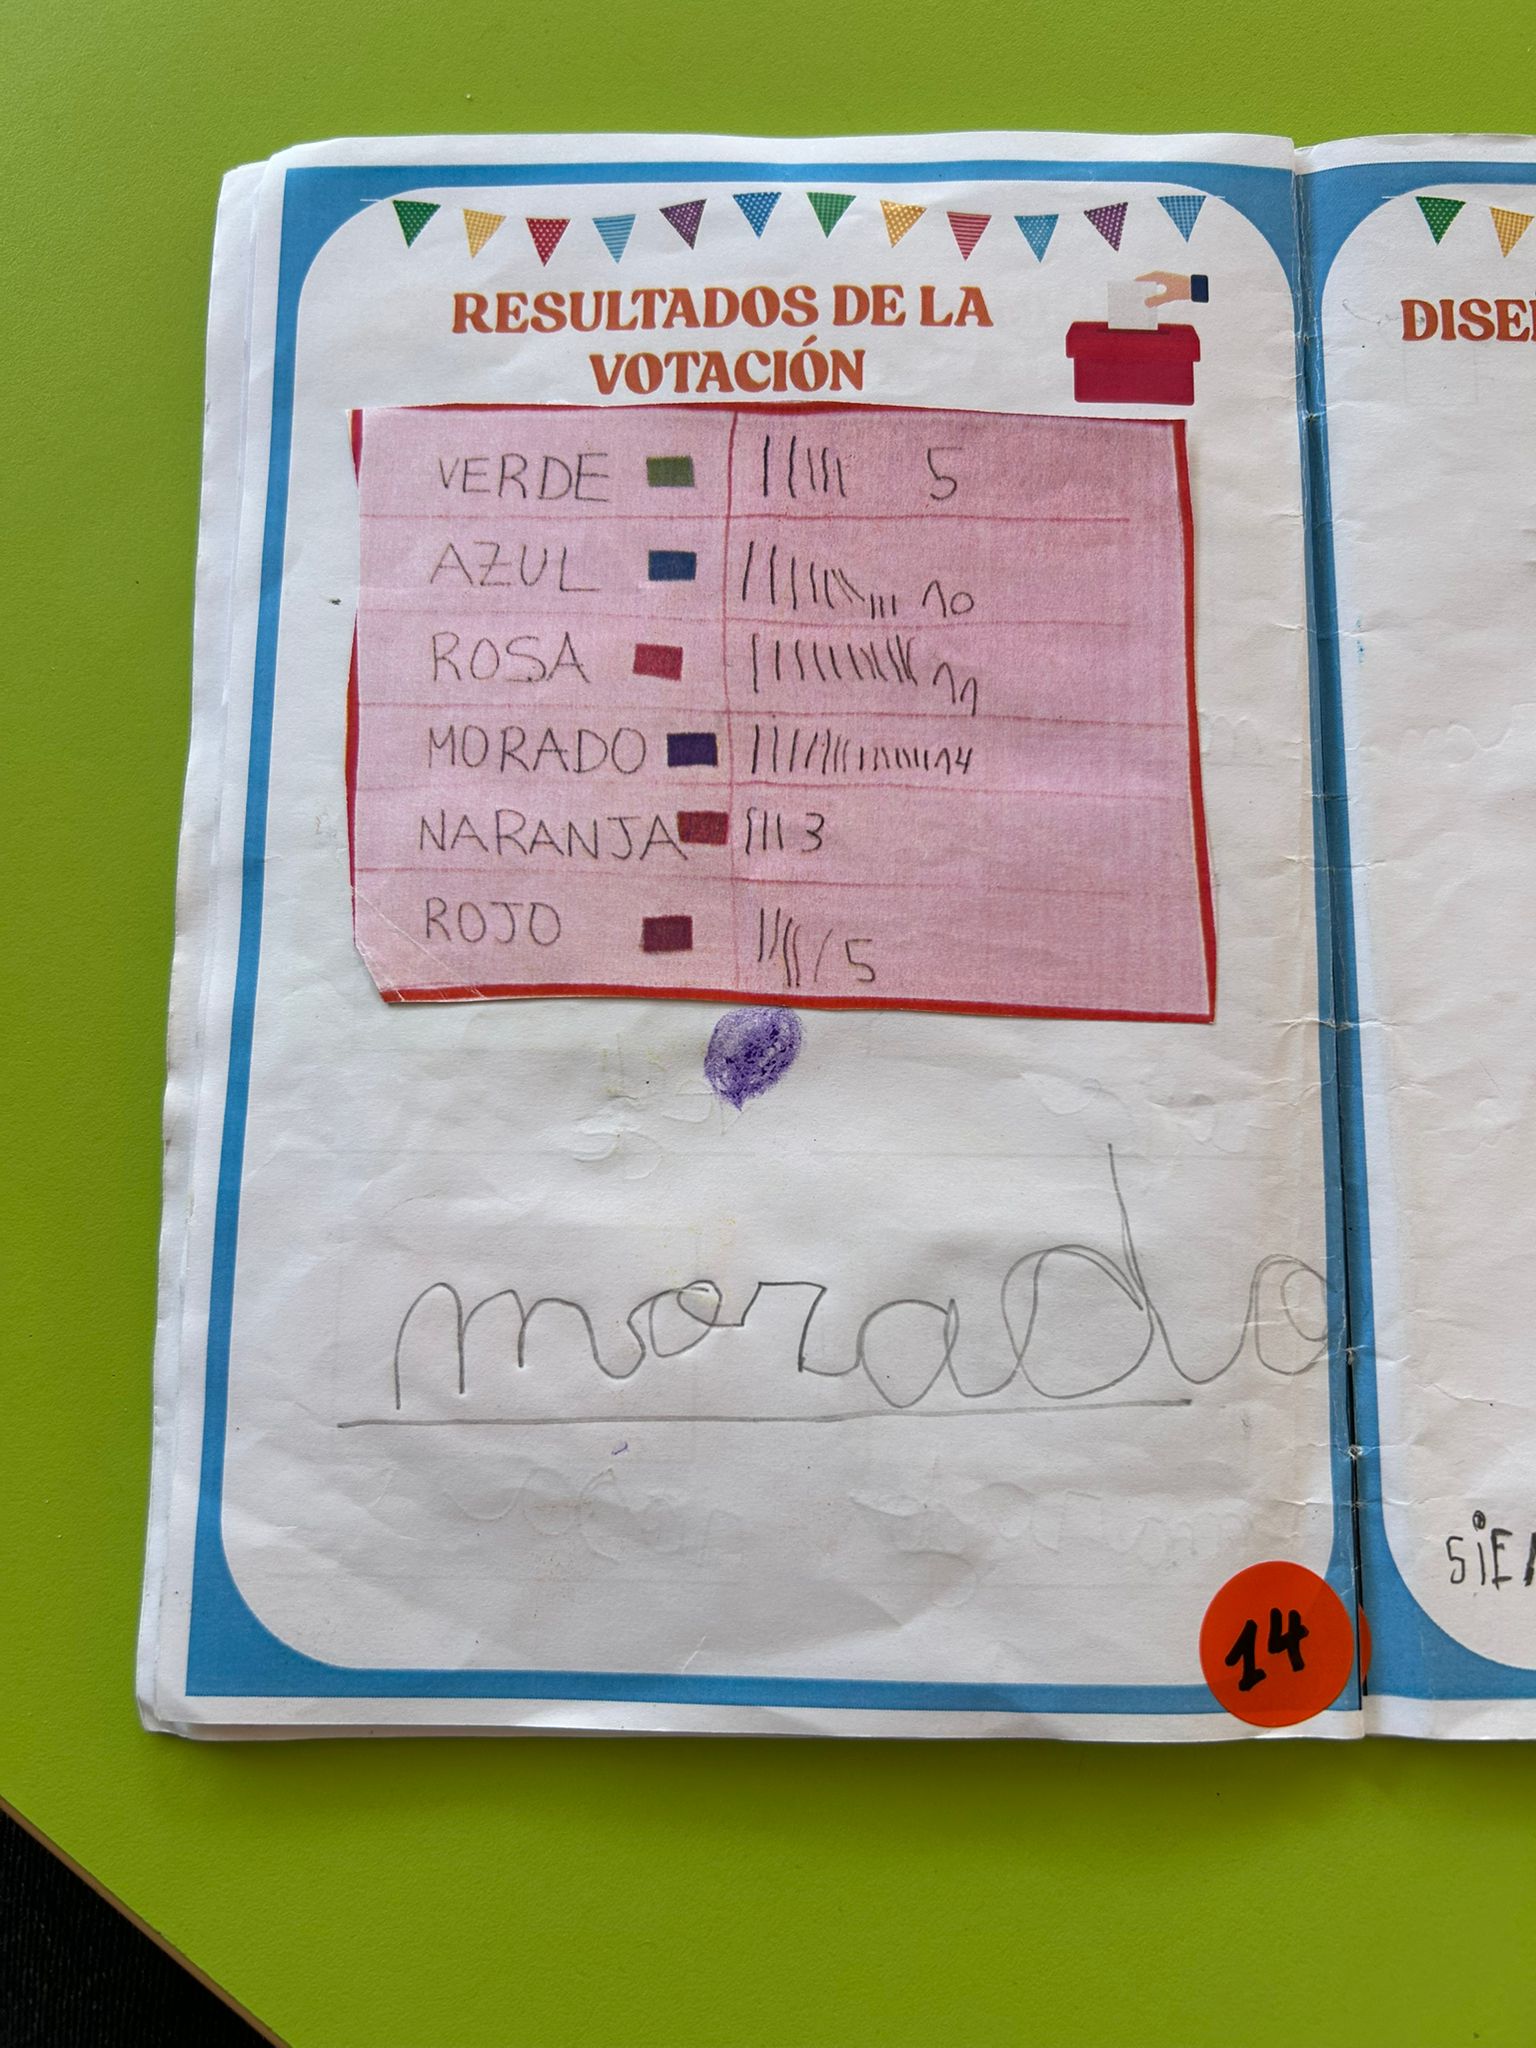 RESULTADOS DE LA
VOTACIÓN
VERDE 5
AZUL 10
ROSA 11
MORADO 14
NARANJA 3
ROJO 5
morado
14
DISE
SIE